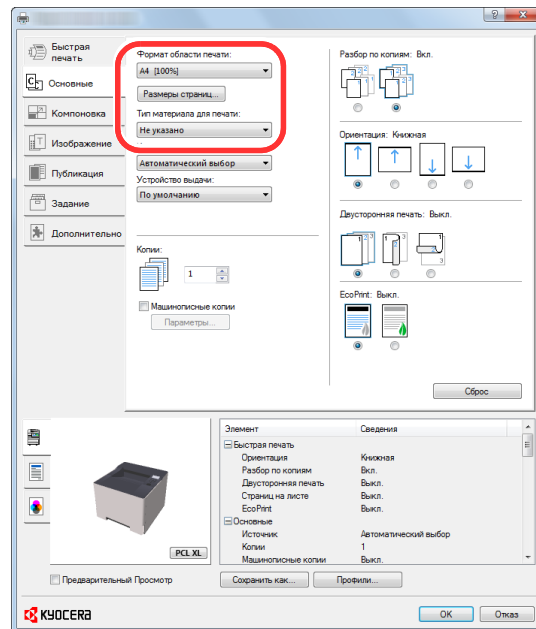 Быстрая печать
Основные
Компоновка
Изображение
Публикация
Задание
Дополнительно
Формат области печати:
A4 [100%]
Размеры страниц...
Тип материала для печати:
Не указано
Автоматический выбор
Устройство выдачи:
По умолчанию
Копии:
1
Машинописные копии
Параметры...
Разбор по копиям: Вкл.
Ориентация: Книжная
Двусторонняя печать: Выкл.
EcoPrint: Выкл.
Сброс
PCL XL
Элемент Сведения
Быстрая печать
Ориентация Книжная
Разбор по копиям Вкл.
Двусторонняя печать Выкл.
Страниц на листе Выкл.
EcoPrint Выкл.
Основные
Источник Автоматический выбор
Копии 1
Машинописные копии Выкл.
Предварительный Просмотр
Сохранить как...
Профили...
KYOCERA
OK
Отказ